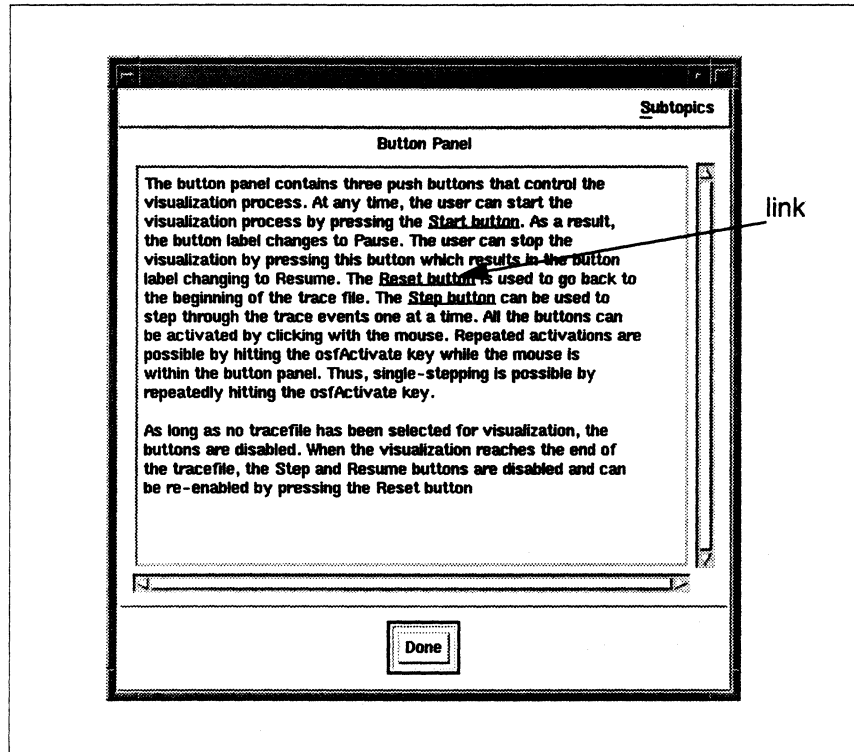 Subtopics
Button Panel
The button panel contains three push buttons that control the
visualization process. At any time, the user can start the
visualization process by pressing the Start button. As a result,
the button label changes to Pause. The user can stop the
visualization by pressing this button which results in the button
label changing to Resume. The Reset button is used to go back to
the beginning of the trace file. The Step button can be used to
step through the trace events one at a time. All the buttons can
be activated by clicking with the mouse. Repeated activations are
possible by hitting the osfActivate key while the mouse is
within the button panel. Thus, single-stepping is possible by
repeatedly hitting the osfActivate key.
As long as no tracefile has been selected for visualization, the
buttons are disabled. When the visualization reaches the end of
the tracefile, the Step and Resume buttons are disabled and can
be re-enabled by pressing the Reset button
link
Done